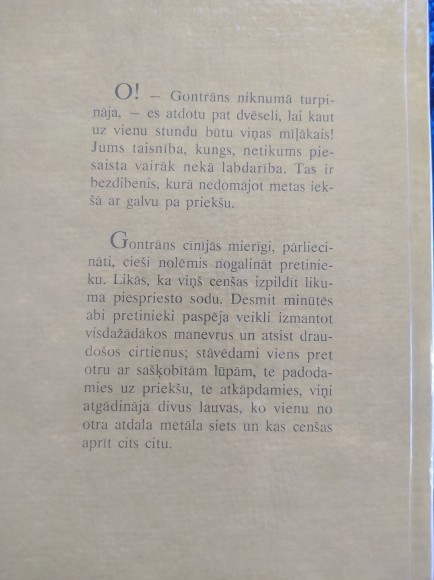 O! — Gontrāns niknumā turpi-
nāja, — es atdotu pat dvēseli, lai kaut
uz vienu stundu būtu viņas mīļākais!
Jums taisnība, kungs, netikums pie-
saista vairāk nekā labdarība. Tas ir
bezdibenis, kurā nedomājot metas iek-
šā ar galvu pa priekšu.
Gontrāns cīnījās mierīgi, pārlieci-
nāti, cieši nolēmis nogalināt pretinie-
ku. Likās, ka viņš cenšas izpildīt liku-
ma piespriesto sodu. Desmit minūtēs
abi pretinieki paspēja veikli izmantot
visdažādākos manevrus un atsist drau-
došos cirtienus; stāvēdami viens pret
otru ar sašķobītām lūpām, te padoda-
mies uz priekšu, te atkāpdamies, viņi
atgādināja divus lauvas, ko vienu no
otra atdala metāla siets un kas cenšas
aprīt cits citu.